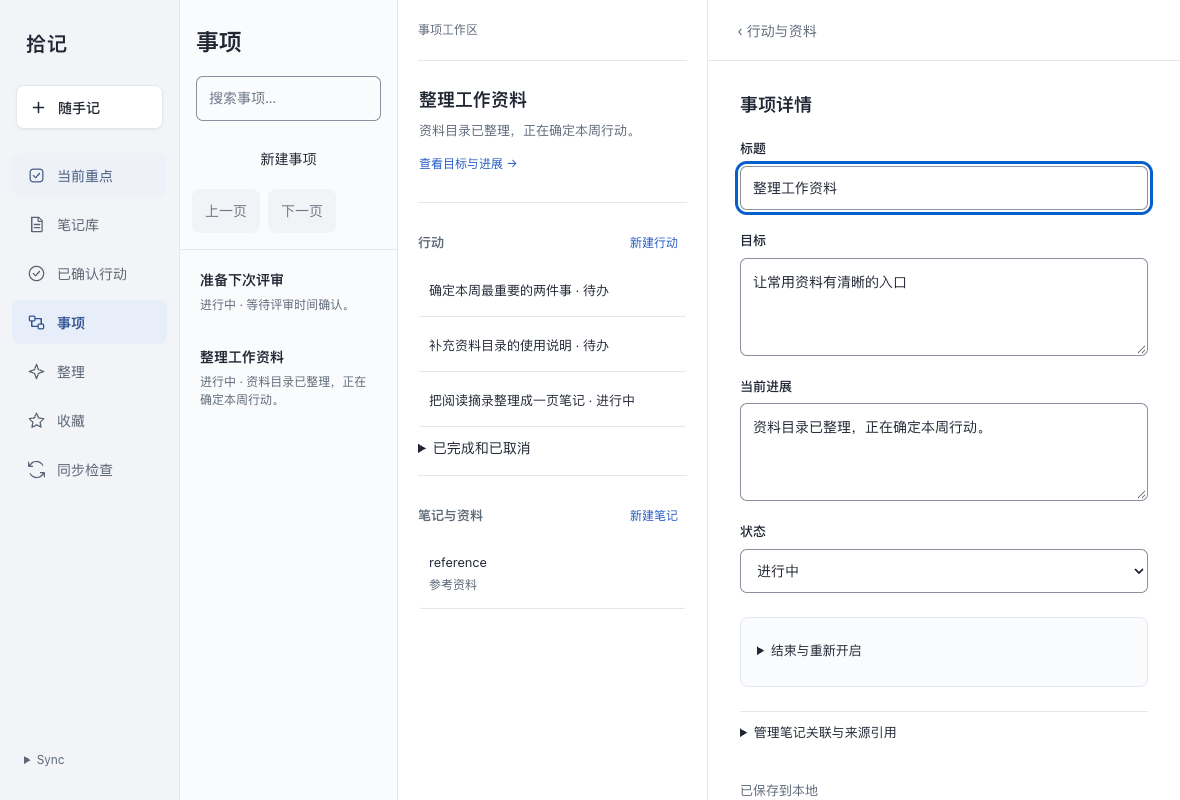 拾记
随手记
当前重点
笔记库
已确认行动
事项
整理
收藏
同步检查
Sync
事项
搜索事项...
新建事项
上一页
下一页
准备下次评审
进行中 · 等待评审时间确认。
整理工作资料
进行中 · 资料目录已整理，正在
确定本周行动。
事项工作区
整理工作资料
资料目录已整理，正在确定本周行动。
查看目标与进展 →
行动
新建行动
确定本周最重要的两件事 · 待办
补充资料目录的使用说明 · 待办
把阅读摘录整理成一页笔记 · 进行中
已完成和已取消
笔记与资料
新建笔记
reference
参考资料
‹ 行动与资料
事项详情
标题
整理工作资料
目标
让常用资料有清晰的入口
当前进展
资料目录已整理，正在确定本周行动。
状态
进行中
结束与重新开启
管理笔记关联与来源引用
已保存到本地